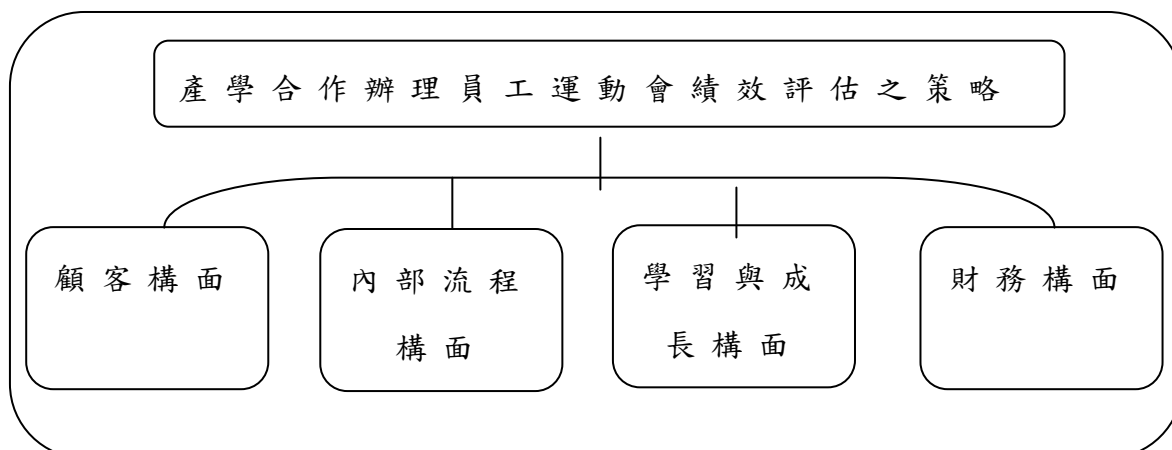 產學合作辦理員工運動會績效評估之策略
顧客構面
內部流程
構面
學習與成
長構面
財務構面